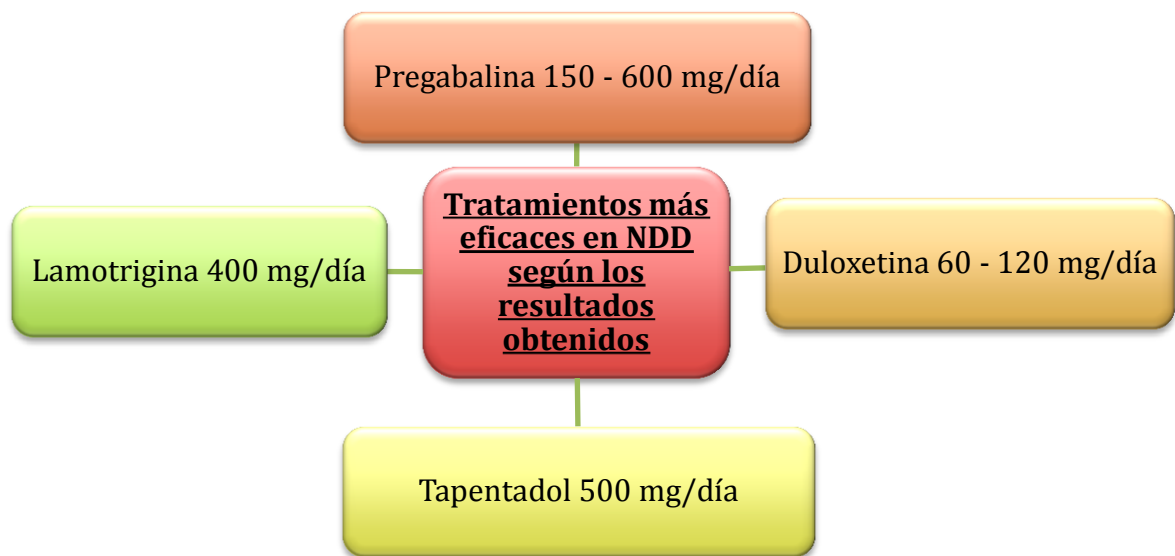 Pregabalina 150 - 600 mg/día
Tratamientos más
eficaces en NDD
según los
resultados
obtenidos
Lamotrigina 400 mg/día
Duloxetina 60 - 120 mg/día
Tapentadol 500 mg/día